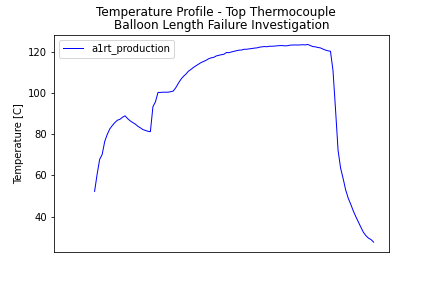 Temperature Profile - Top Thermocouple
Balloon Length Failure Investigation
a1rt_production
Temperature [C]
120
100
80
60
40